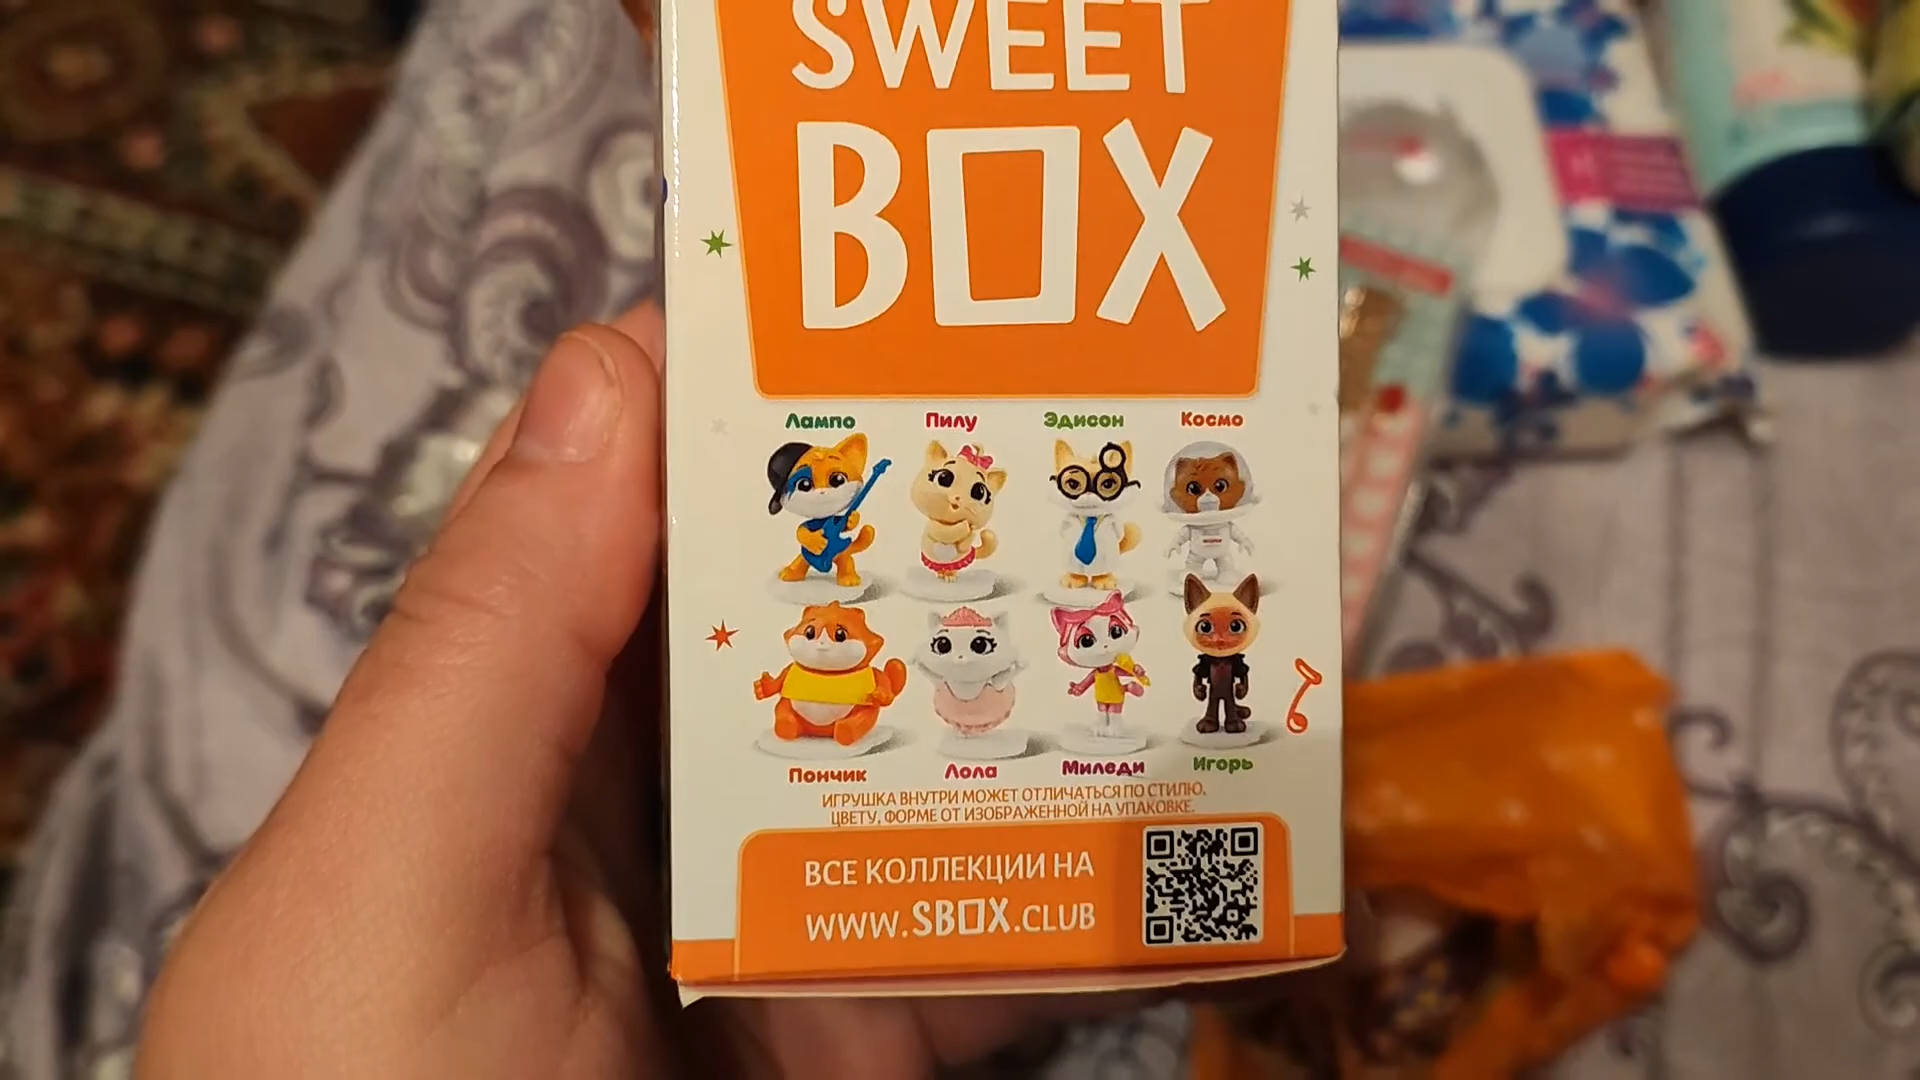 SWEET
BOX
Лампо Пилу Эдисон Космо
Пончик Лола Миледи Игорь
ИГРУШКА ВНУТРИ МОЖЕТ ОТЛИЧАТЬСЯ ПО СТИЛЮ,
ЦВЕТУ, ФОРМЕ ОТ ИЗОБРАЖЕННОЙ НА УПАКОВКЕ.
ВСЕ КОЛЛЕКЦИИ НА
WWW.SBOX.CLUB